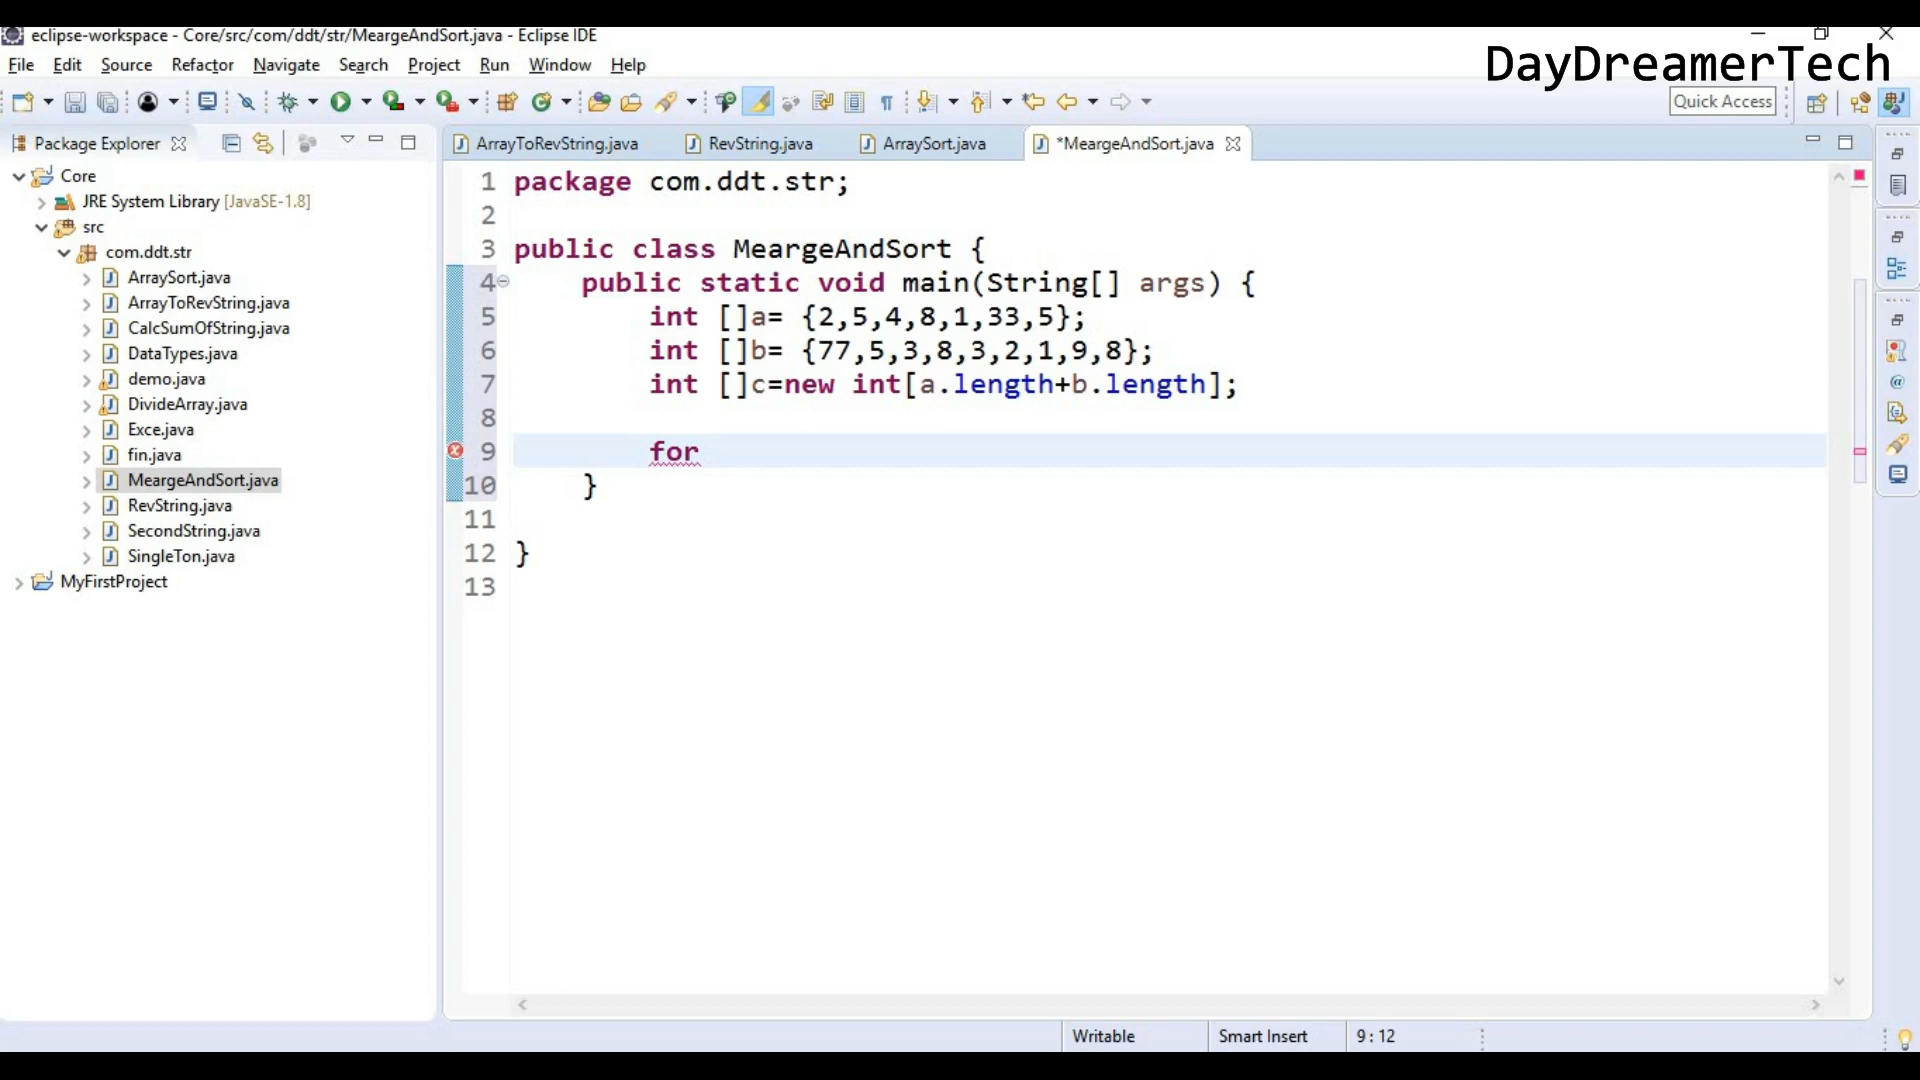 eclipse-workspace - Core/src/com/ddt/str/MeargeAndSort.java - Eclipse IDE
File Edit Source Refactor Navigate Search Project Run Window Help
DayDreamerTech
Quick Access
Package Explorer
ArrayToRevString.java
RevString.java
ArraySort.java
*MeargeAndSort.java
Core
JRE System Library [JavaSE-1.8]
src
com.ddt.str
ArraySort.java
ArrayToRevString.java
CalcSumOfString.java
DataTypes.java
demo.java
DivideArray.java
Exce.java
fin.java
MeargeAndSort.java
RevString.java
SecondString.java
SingleTon.java
MyFirstProject
1 package com.ddt.str;
2
3 public class MeargeAndSort {
4 public static void main(String[] args) {
5 int []a= {2,5,4,8,1,33,5};
6 int []b= {77,5,3,8,3,2,1,9,8};
7 int []c=new int[a.length+b.length];
8
9 for
10 }
11
12 }
13
Writable
Smart Insert
9 : 12